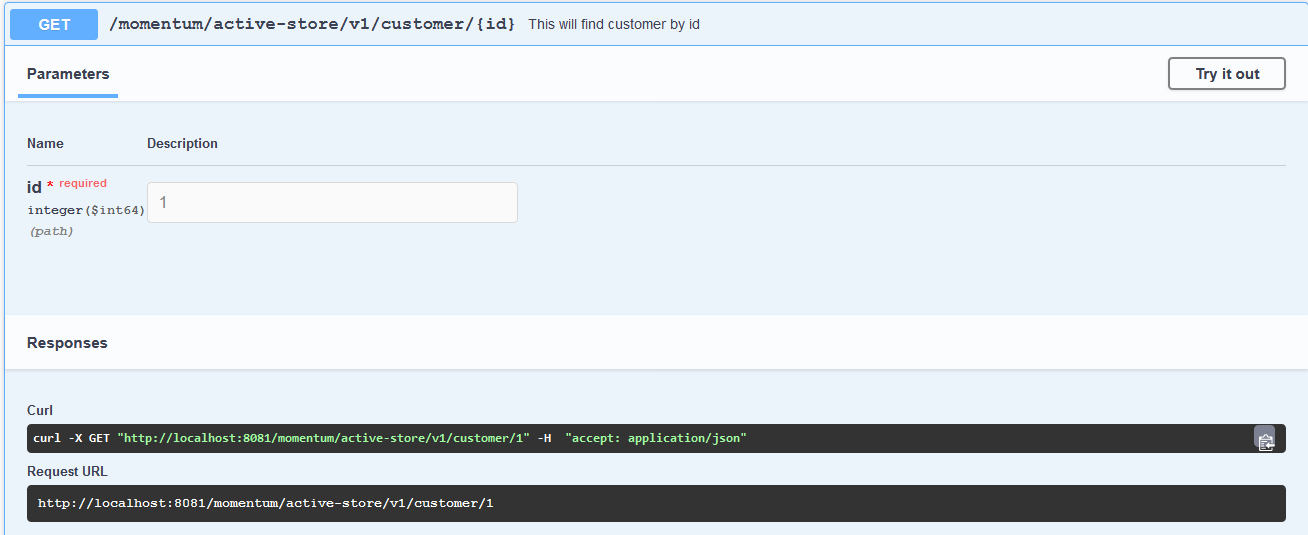 GET /momentum/active-store/v1/customer/{id} This will find customer by id
Parameters Try it out
Name Description
id * required
integer($int64) 1
(path)
Responses
Curl
curl -X GET "http://localhost:8081/momentum/active-store/v1/customer/1" -H  "accept: application/json"
Request URL
http://localhost:8081/momentum/active-store/v1/customer/1